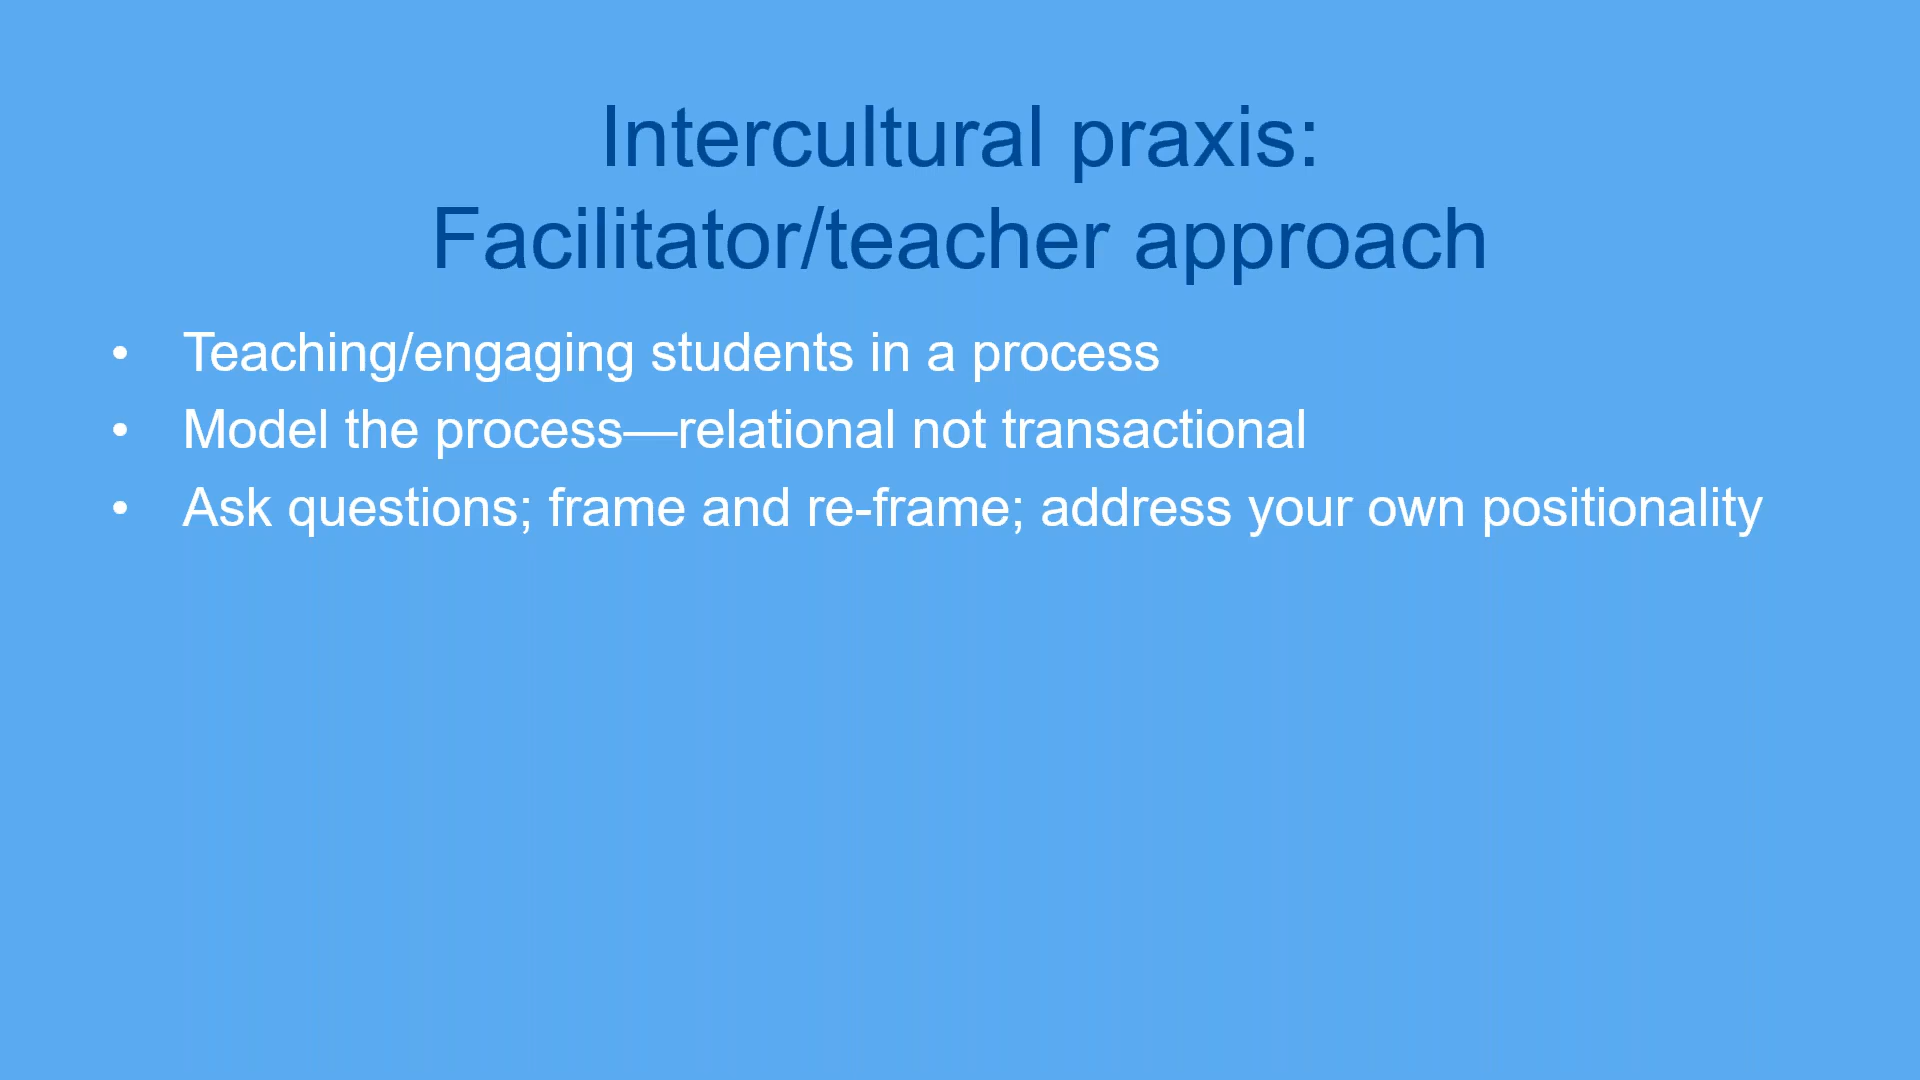 Intercultural praxis:
Facilitator/teacher approach
• Teaching/engaging students in a process
• Model the process—relational not transactional
• Ask questions; frame and re-frame; address your own positionality